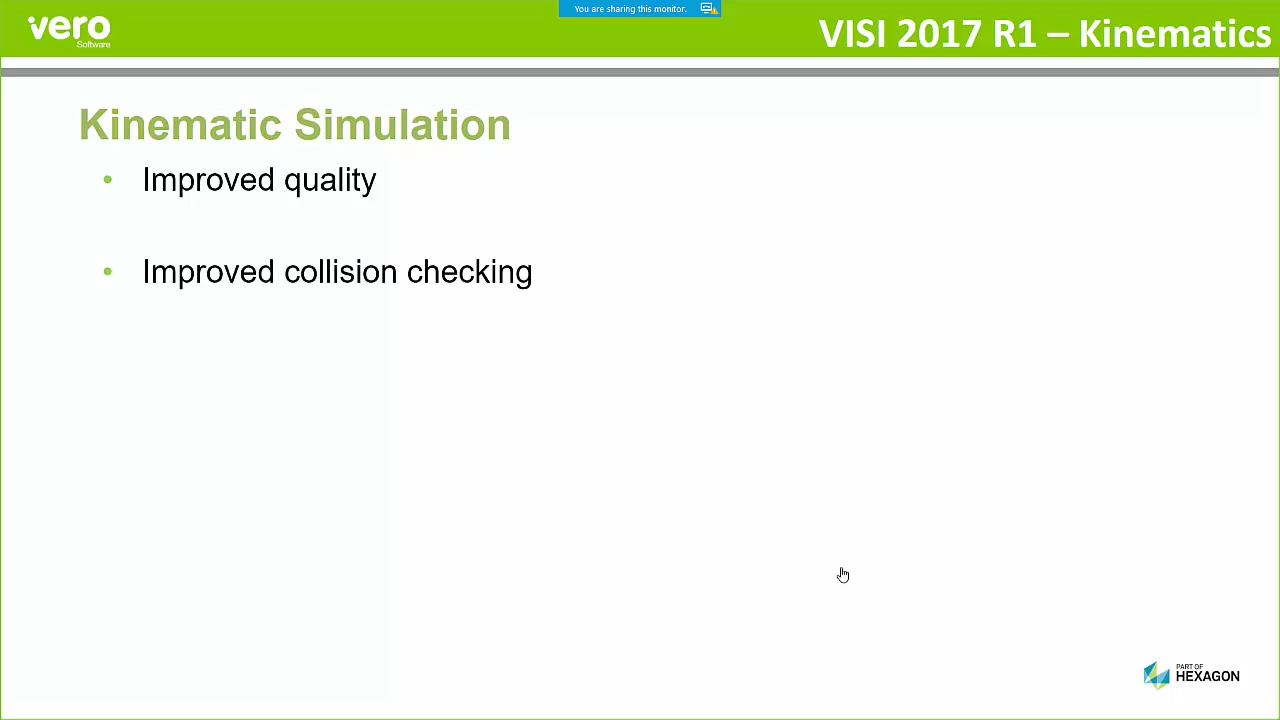 You are sharing this monitor.
vero
Software
VISI 2017 R1 – Kinematics
Kinematic Simulation
• Improved quality
• Improved collision checking
PART OF
HEXAGON